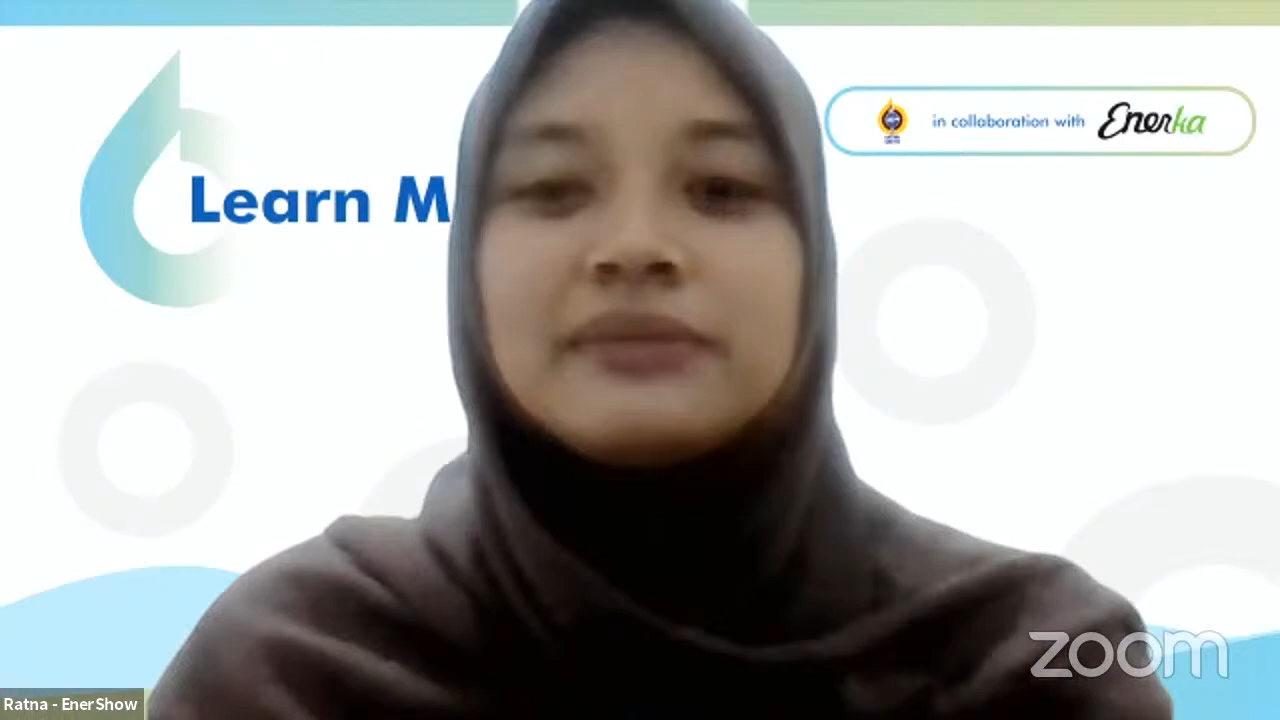 Learn M
in collaboration with
Enerka
zoom
Ratna - EnerShow